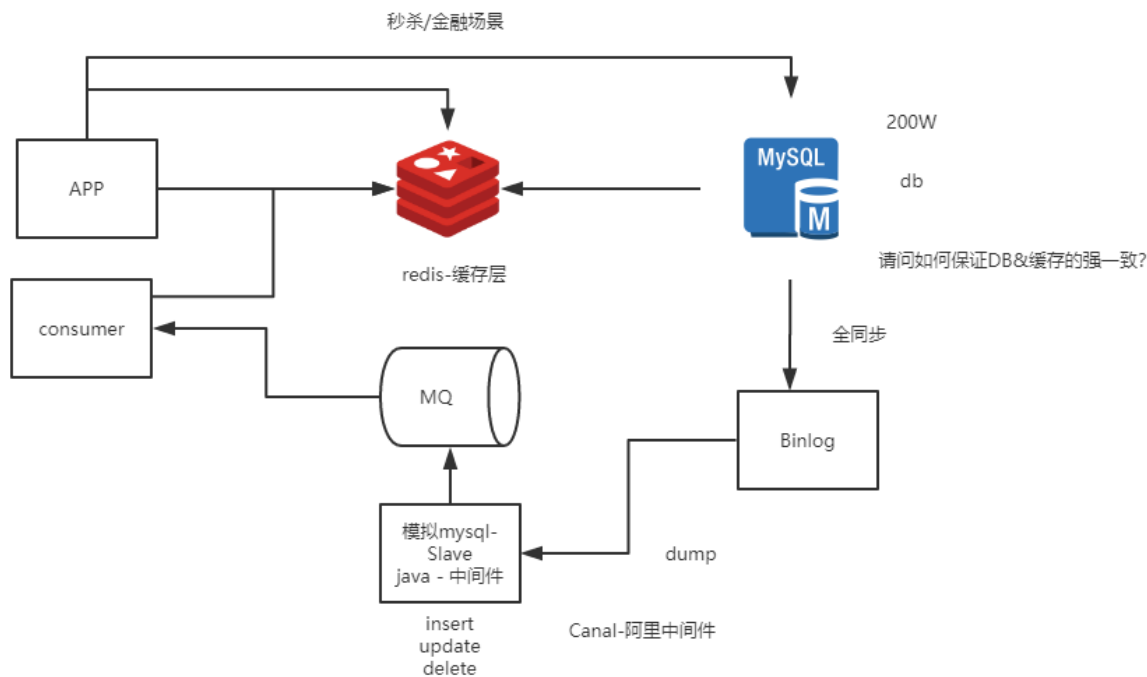 秒杀/金融场景
200W
MySQL
APP
db
M
redis-缓存层
请问如何保证DB&缓存的强一致?
consumer
全同步
MQ
Binlog
模拟mysql-
Slave
java - 中间件
dump
insert
update
delete
Canal-阿里中间件